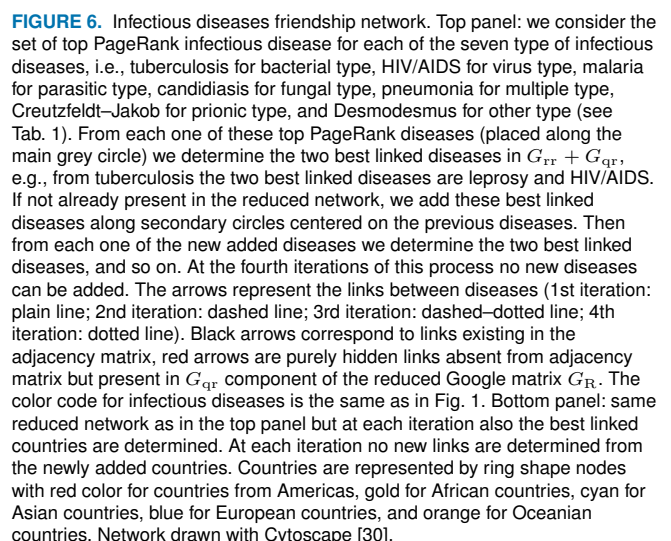 FIGURE 6. Infectious diseases friendship network. Top panel: we consider the
set of top PageRank infectious disease for each of the seven type of infectious
diseases, i.e., tuberculosis for bacterial type, HIV/AIDS for virus type, malaria
for parasitic type, candidiasis for fungal type, pneumonia for multiple type,
Creutzfeldt–Jakob for prionic type, and Desmodesmus for other type (see
Tab. 1). From each one of these top PageRank diseases (placed along the
main grey circle) we determine the two best linked diseases in G_rr + G_qr,
e.g., from tuberculosis the two best linked diseases are leprosy and HIV/AIDS.
If not already present in the reduced network, we add these best linked
diseases along secondary circles centered on the previous diseases. Then
from each one of the new added diseases we determine the two best linked
diseases, and so on. At the fourth iterations of this process no new diseases
can be added. The arrows represent the links between diseases (1st iteration:
plain line; 2nd iteration: dashed line; 3rd iteration: dashed–dotted line; 4th
iteration: dotted line). Black arrows correspond to links existing in the
adjacency matrix, red arrows are purely hidden links absent from adjacency
matrix but present in G_qr component of the reduced Google matrix G_R. The
color code for infectious diseases is the same as in Fig. 1. Bottom panel: same
reduced network as in the top panel but at each iteration also the best linked
countries are determined. At each iteration no new links are determined from
the newly added countries. Countries are represented by ring shape nodes
with red color for countries from Americas, gold for African countries, cyan for
Asian countries, blue for European countries, and orange for Oceanian
countries. Network drawn with Cytoscape [30].